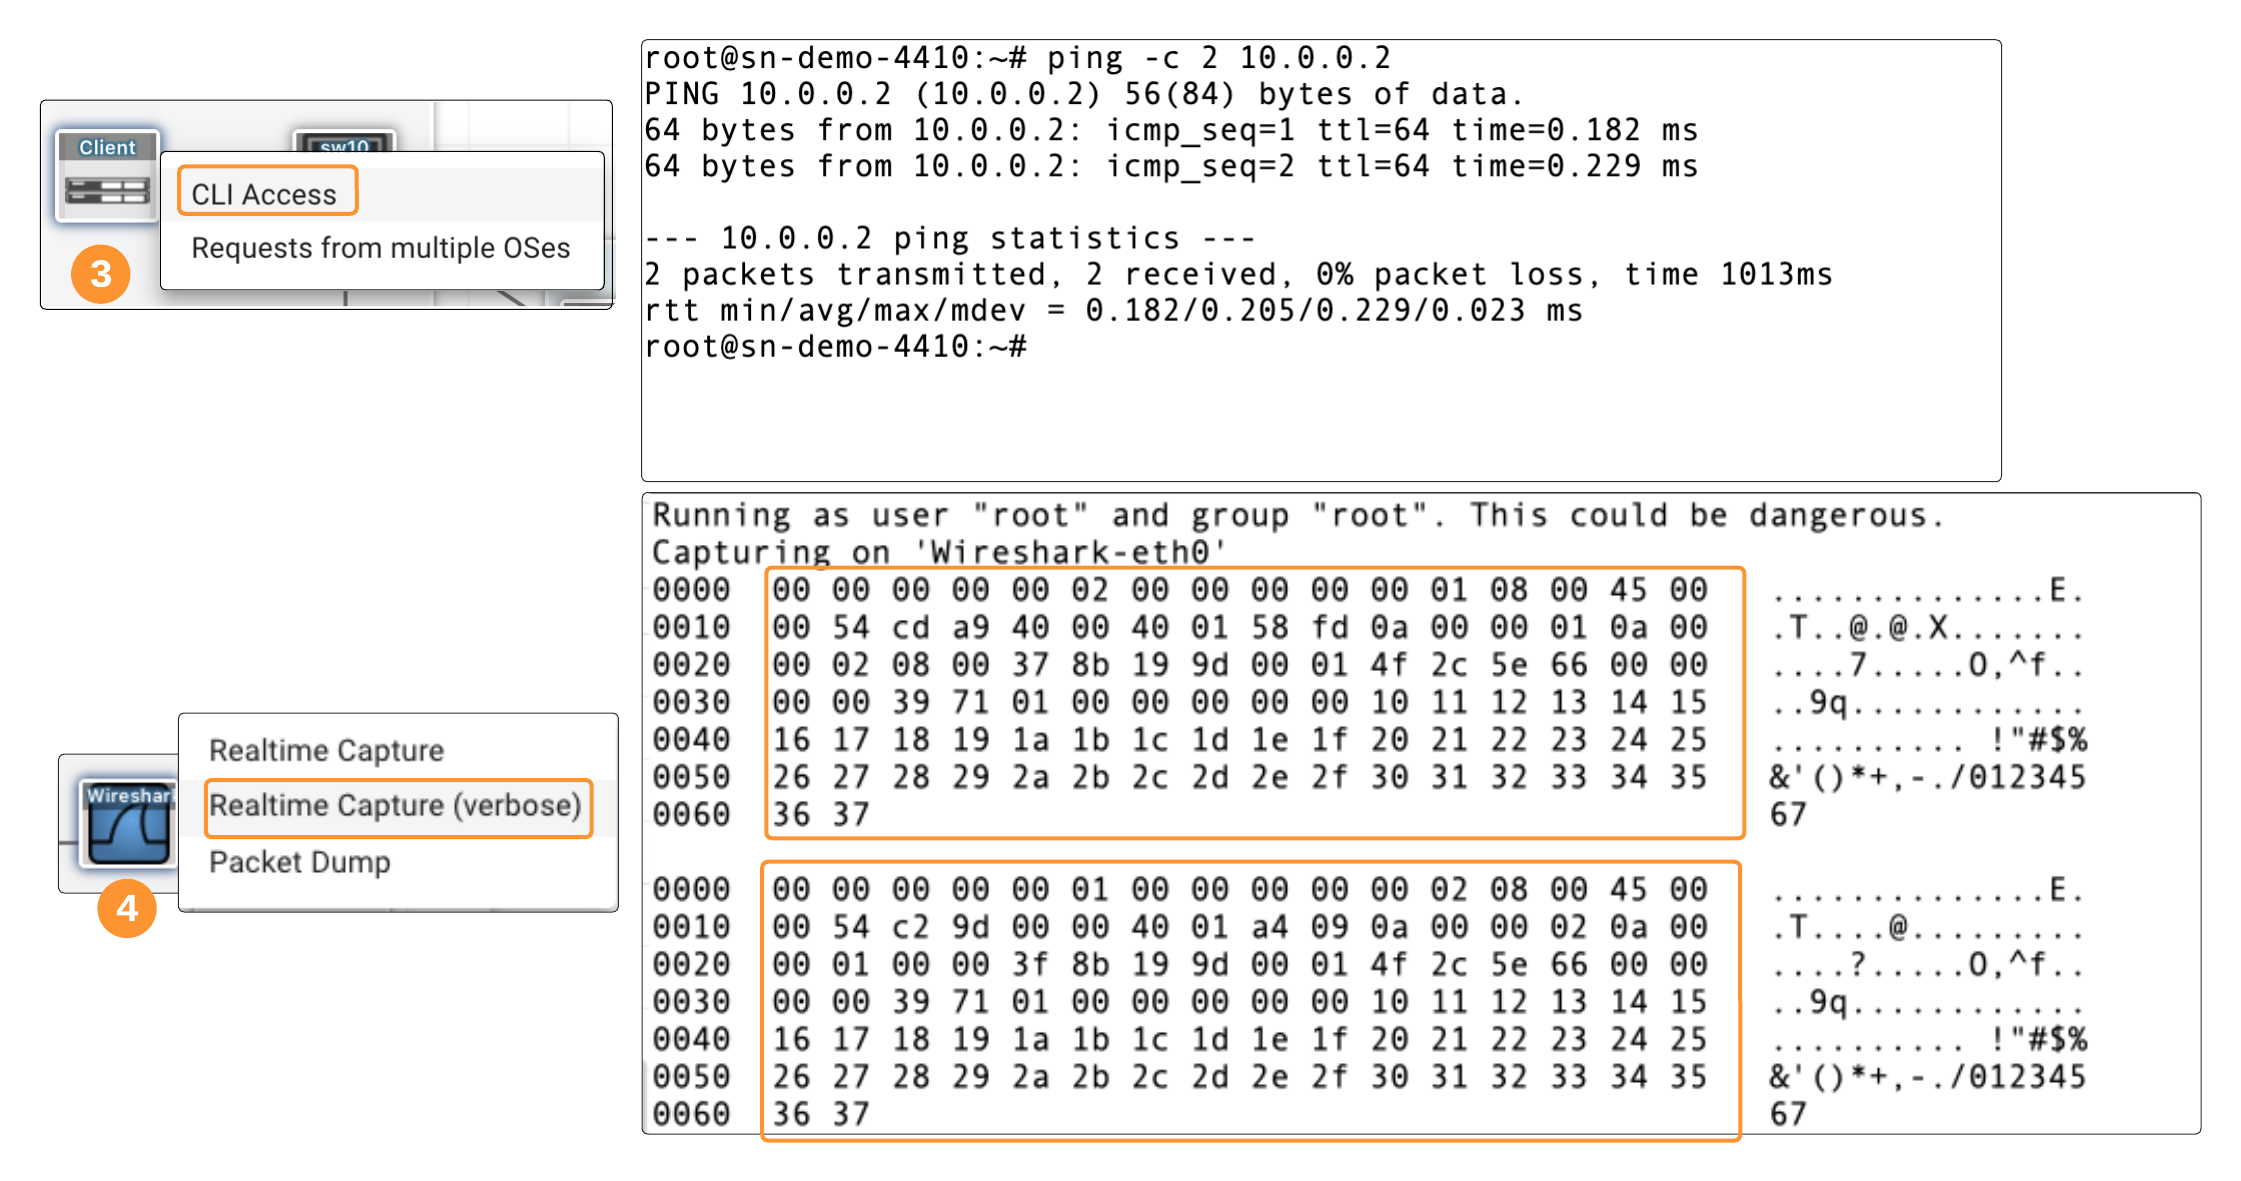 Client
sw10
CLI Access
Requests from multiple OSes
3
root@sn-demo-4410:~# ping -c 2 10.0.0.2
PING 10.0.0.2 (10.0.0.2) 56(84) bytes of data.
64 bytes from 10.0.0.2: icmp_seq=1 ttl=64 time=0.182 ms
64 bytes from 10.0.0.2: icmp_seq=2 ttl=64 time=0.229 ms
--- 10.0.0.2 ping statistics ---
2 packets transmitted, 2 received, 0% packet loss, time 1013ms
rtt min/avg/max/mdev = 0.182/0.205/0.229/0.023 ms
root@sn-demo-4410:~#
Realtime Capture
Wireshar
Realtime Capture (verbose)
Packet Dump
4
Running as user "root" and group "root". This could be dangerous.
Capturing on 'Wireshark-eth0'
0000 00 00 00 00 00 02 00 00 00 00 00 01 08 00 45 00 ..............E.
0010 00 54 cd a9 40 00 40 01 58 fd 0a 00 00 01 0a 00 .T..@.@.X.......
0020 00 02 08 00 37 8b 19 9d 00 01 4f 2c 5e 66 00 00 ....7.....O,^f..
0030 00 00 39 71 01 00 00 00 00 00 10 11 12 13 14 15 ..9q............
0040 16 17 18 19 1a 1b 1c 1d 1e 1f 20 21 22 23 24 25 .......... !"#$%
0050 26 27 28 29 2a 2b 2c 2d 2e 2f 30 31 32 33 34 35 &'()*+,-./012345
0060 36 37 67
0000 00 00 00 00 00 01 00 00 00 00 00 02 08 00 45 00 ..............E.
0010 00 54 c2 9d 00 00 40 01 a4 09 0a 00 00 02 0a 00 .T....@.........
0020 00 01 00 00 3f 8b 19 9d 00 01 4f 2c 5e 66 00 00 ....?.....O,^f..
0030 00 00 39 71 01 00 00 00 00 00 10 11 12 13 14 15 ..9q............
0040 16 17 18 19 1a 1b 1c 1d 1e 1f 20 21 22 23 24 25 .......... !"#$%
0050 26 27 28 29 2a 2b 2c 2d 2e 2f 30 31 32 33 34 35 &'()*+,-./012345
0060 36 37 67